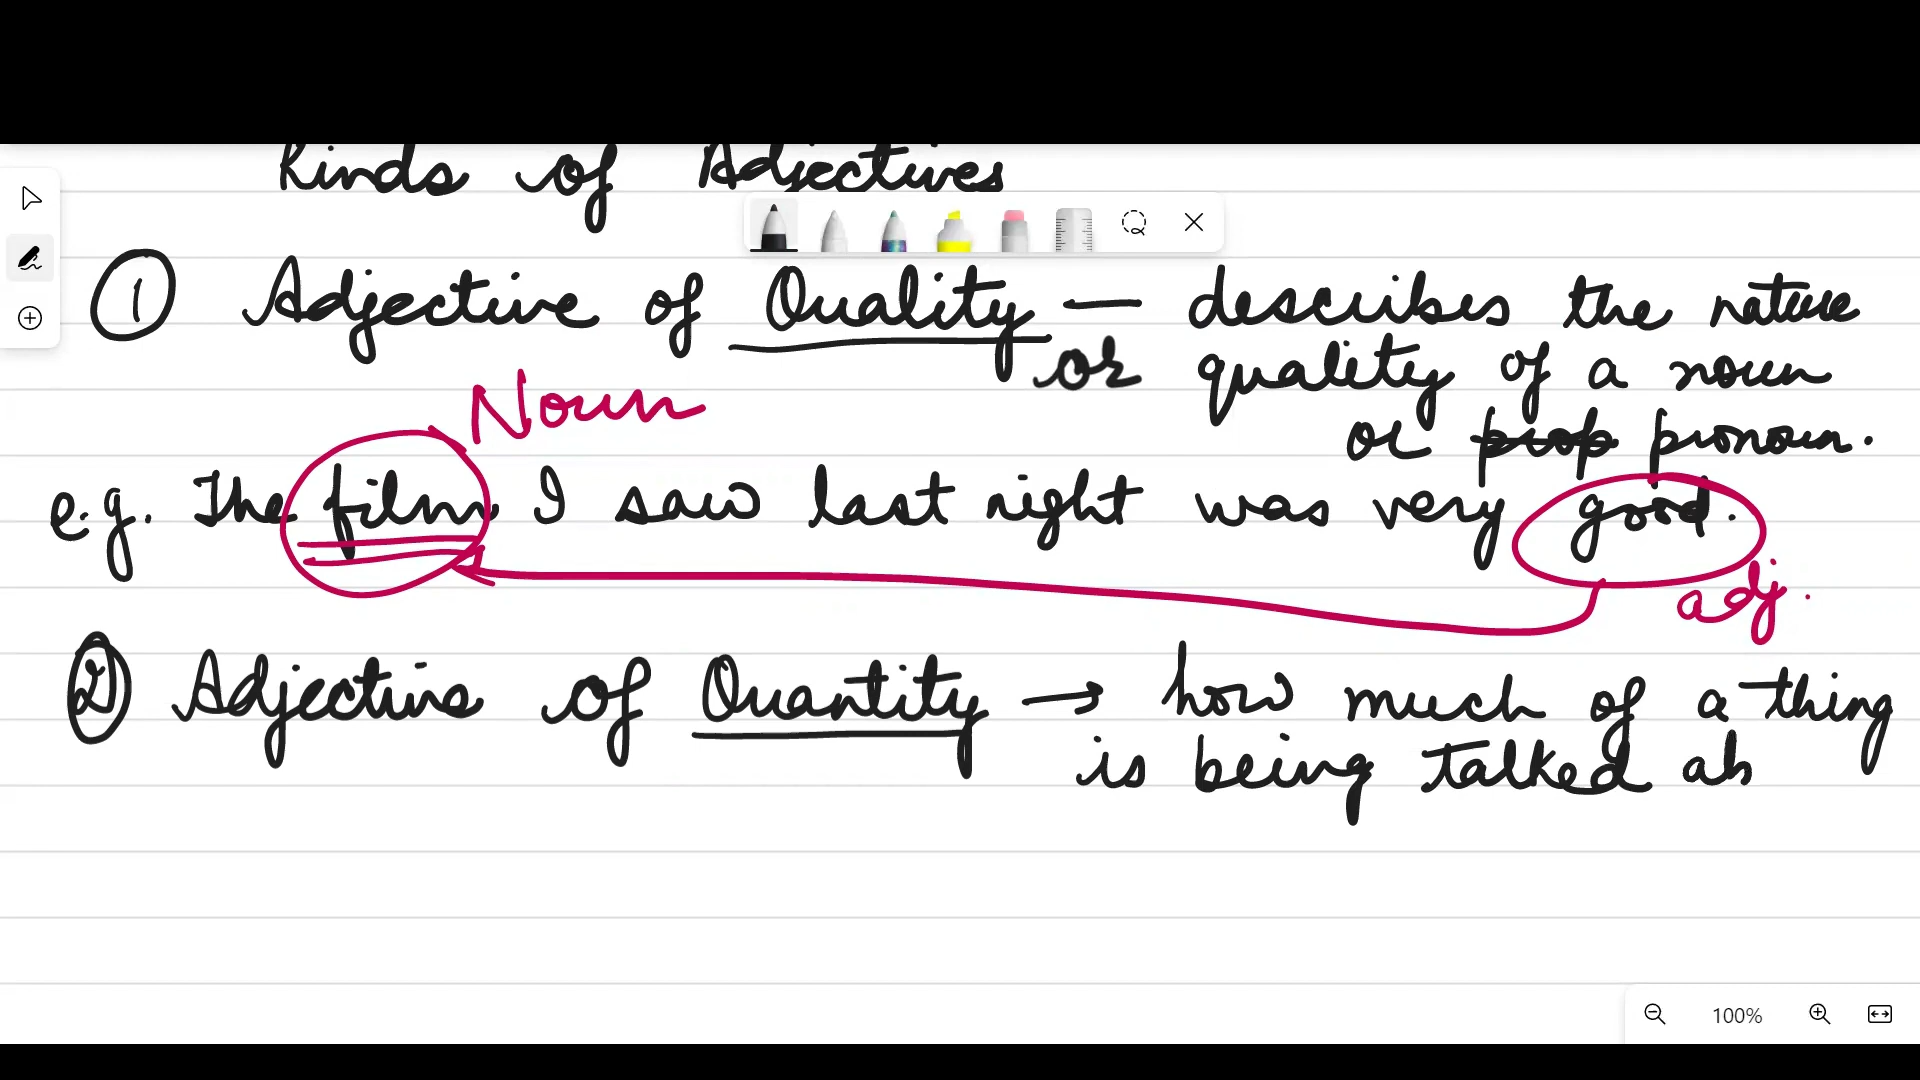 Kinds of Adjectives
① Adjective of Quality — describes the nature
or quality of a noun
or prop pronoun.
Noun
e.g. The film I saw last night was very good.
adj.
② Adjective of Quantity → how much of a thing
is being talked ab
100%